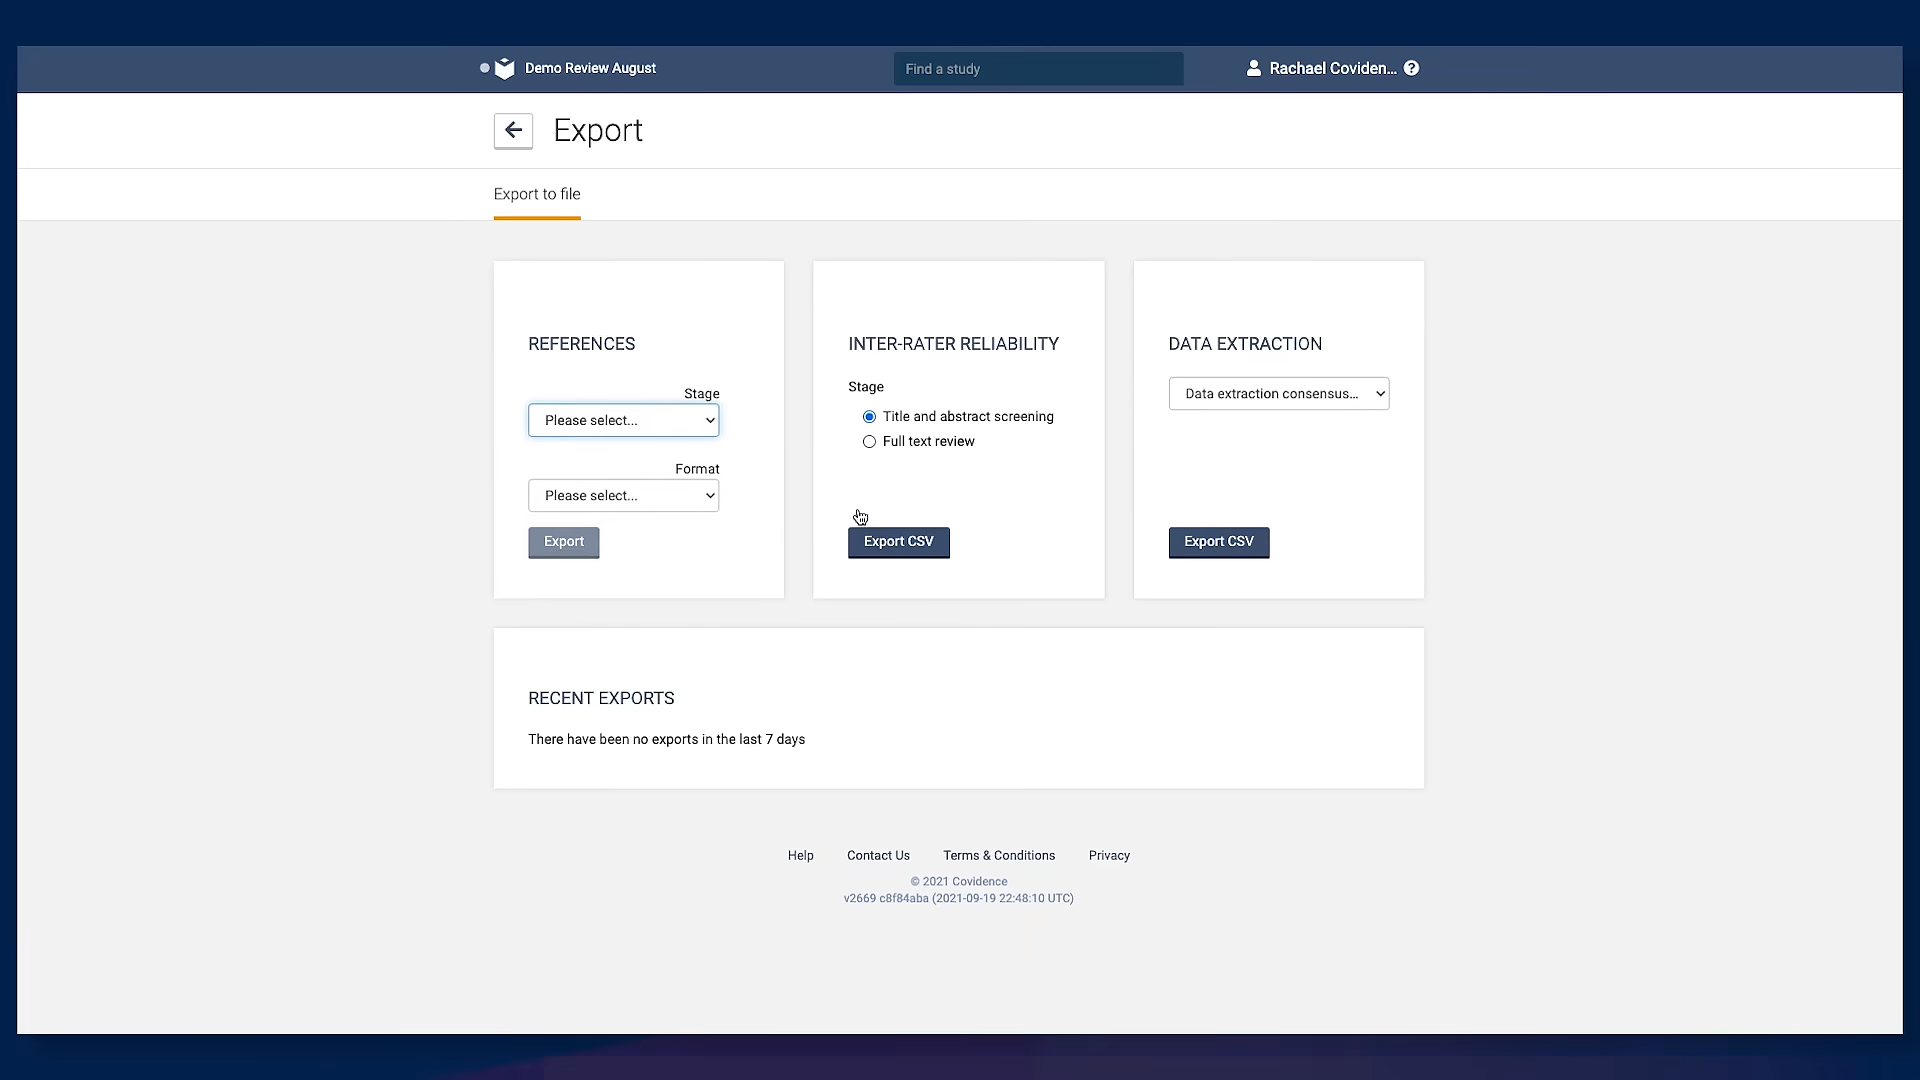 Demo Review August
Find a study
Rachael Coviden...
Export
Export to file
REFERENCES
Stage
Please select...
Format
Please select...
Export
INTER-RATER RELIABILITY
Stage
Title and abstract screening
Full text review
Export CSV
DATA EXTRACTION
Data extraction consensus...
Export CSV
RECENT EXPORTS
There have been no exports in the last 7 days
Help Contact Us Terms & Conditions Privacy
© 2021 Covidence
v2669 c8f84aba (2021-09-19 22:48:10 UTC)